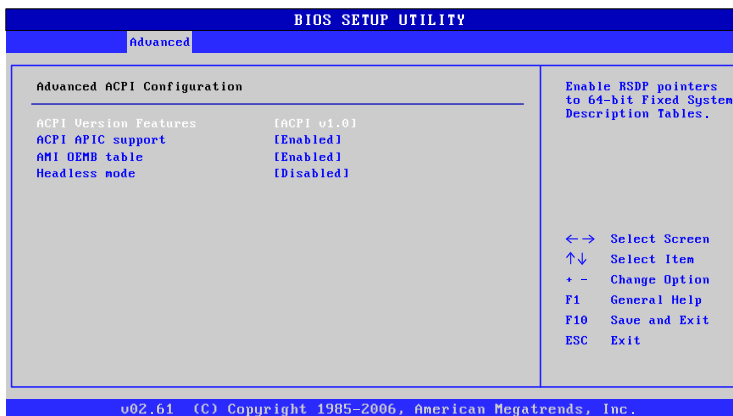 BIOS SETUP UTILITY
Advanced
Advanced ACPI Configuration
ACPI Version Features [ACPI v1.0]
ACPI APIC support [Enabled]
AMI OEMB table [Enabled]
Headless mode [Disabled]
Enable RSDP pointers
to 64-bit Fixed System
Description Tables.
←→ Select Screen
↑↓ Select Item
+ - Change Option
F1 General Help
F10 Save and Exit
ESC Exit
v02.61 (C) Copyright 1985-2006, American Megatrends, Inc.